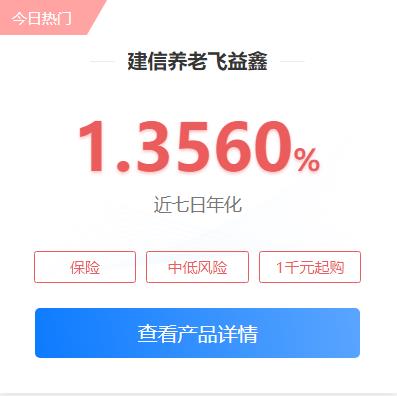 今日热门
建信养老飞益鑫
1.3560%
近七日年化
保险 中低风险 1千元起购
查看产品详情